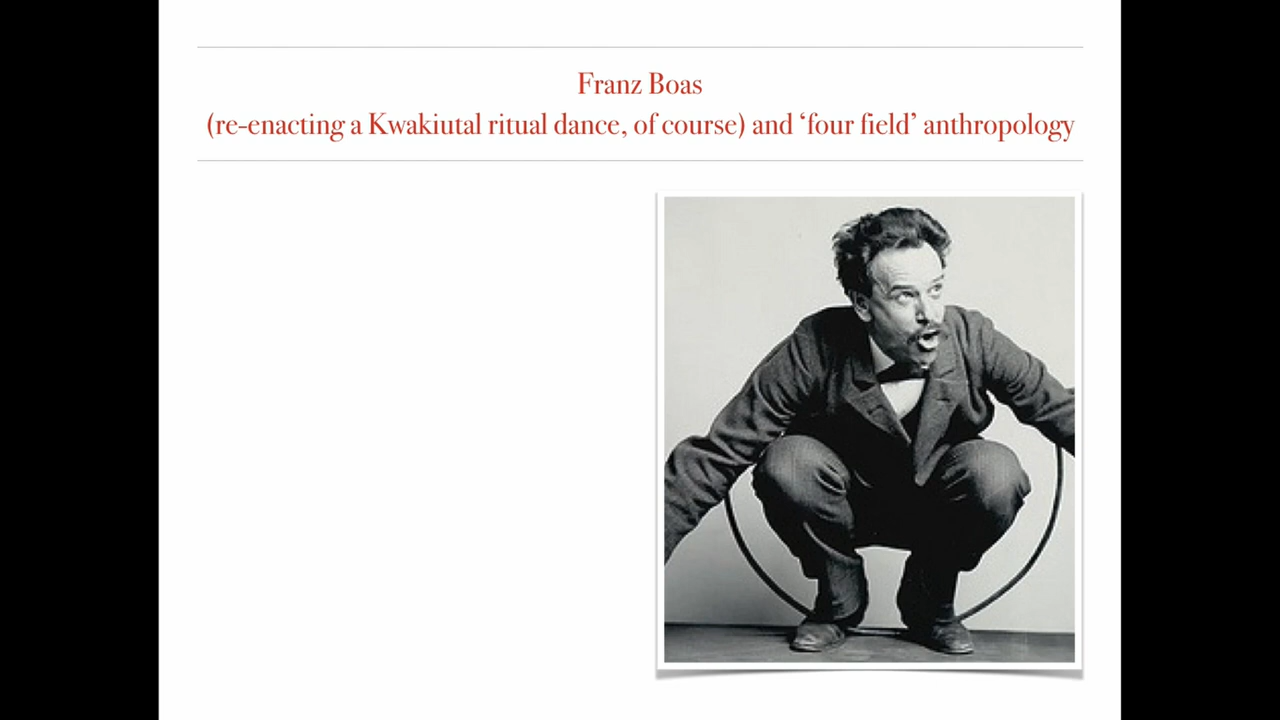 Franz Boas
(re-enacting a Kwakiutal ritual dance, of course) and ‘four field’ anthropology